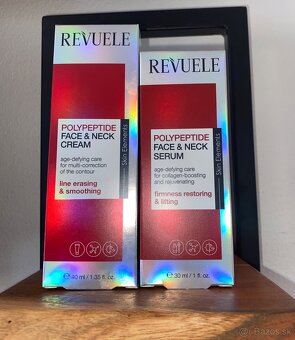 REVUELE
POLYPEPTIDE
FACE & NECK
CREAM
age-defying care
for multi-correction
of the contour
line erasing
& smoothing
Skin Elements
40 ml / 1.35 fl. oz.
REVUELE
POLYPEPTIDE
FACE & NECK
SERUM
age-defying care
for collagen-boosting
and rejuvenating
firmness restoring
& lifting
Skin Elements
30 ml / 1 fl. oz.
bazos.sk